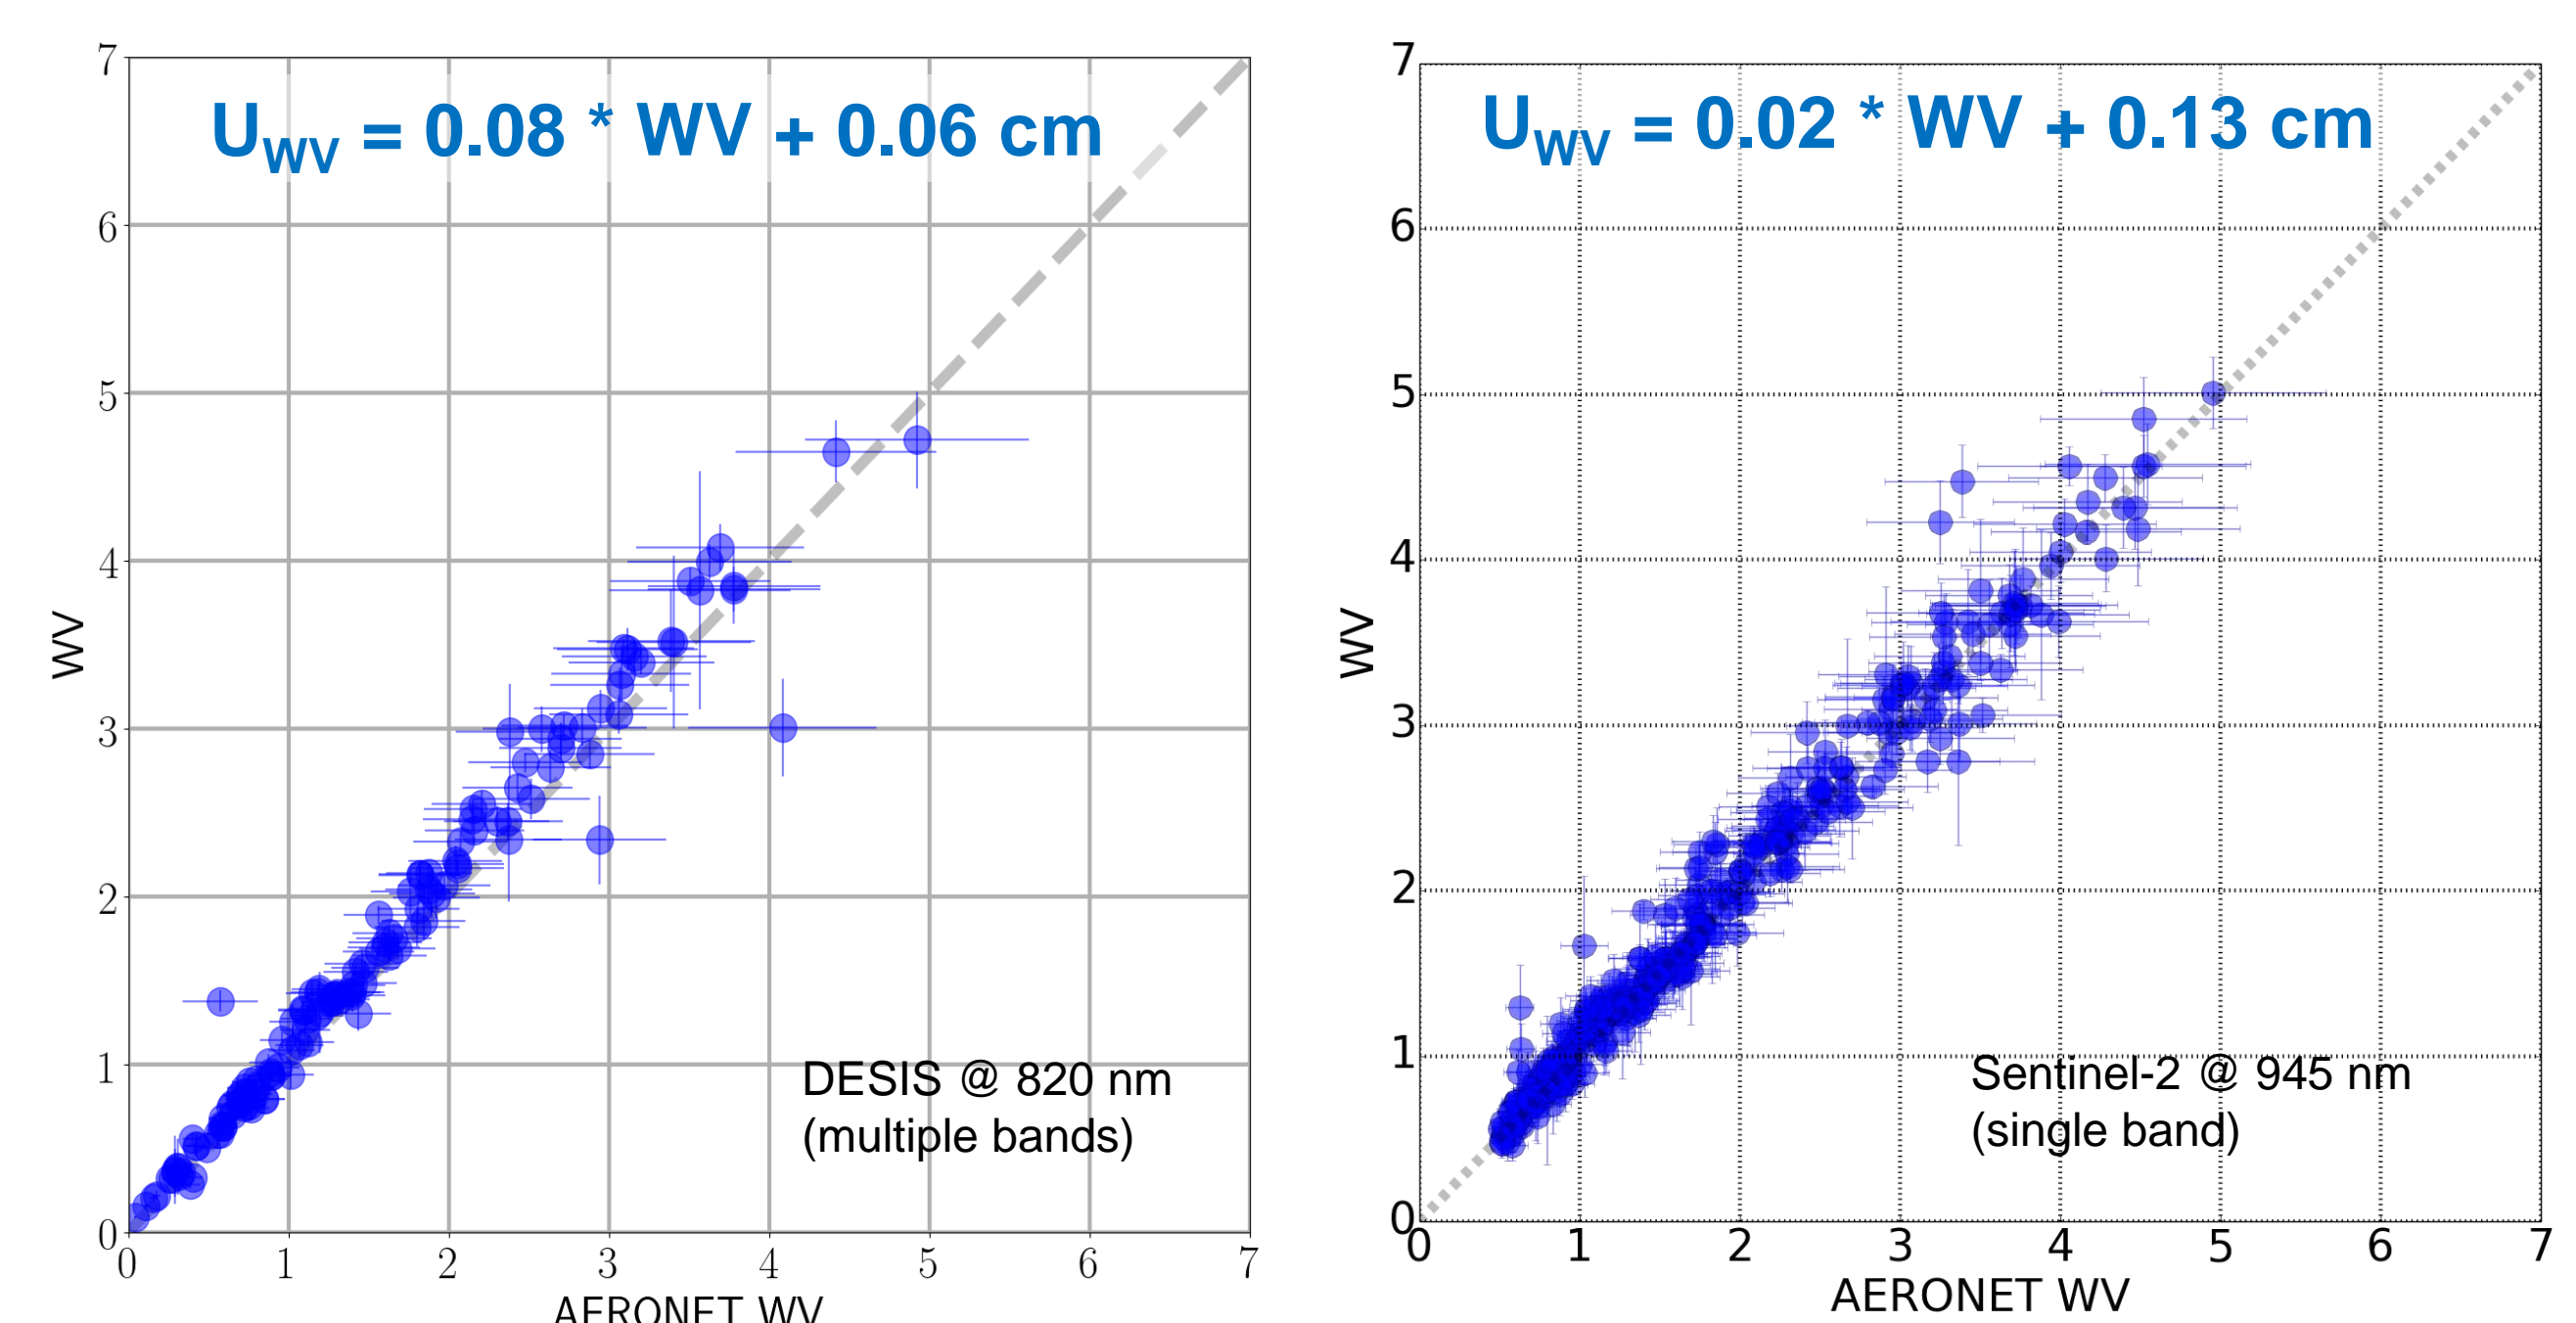 U_WV = 0.08 * WV + 0.06 cm
7
6
5
4
3
2
1
0
WV
DESIS @ 820 nm
(multiple bands)
0 1 2 3 4 5 6 7
AERONET WV
U_WV = 0.02 * WV + 0.13 cm
7
6
5
4
3
2
1
0
WV
Sentinel-2 @ 945 nm
(single band)
0 1 2 3 4 5 6 7
AERONET WV